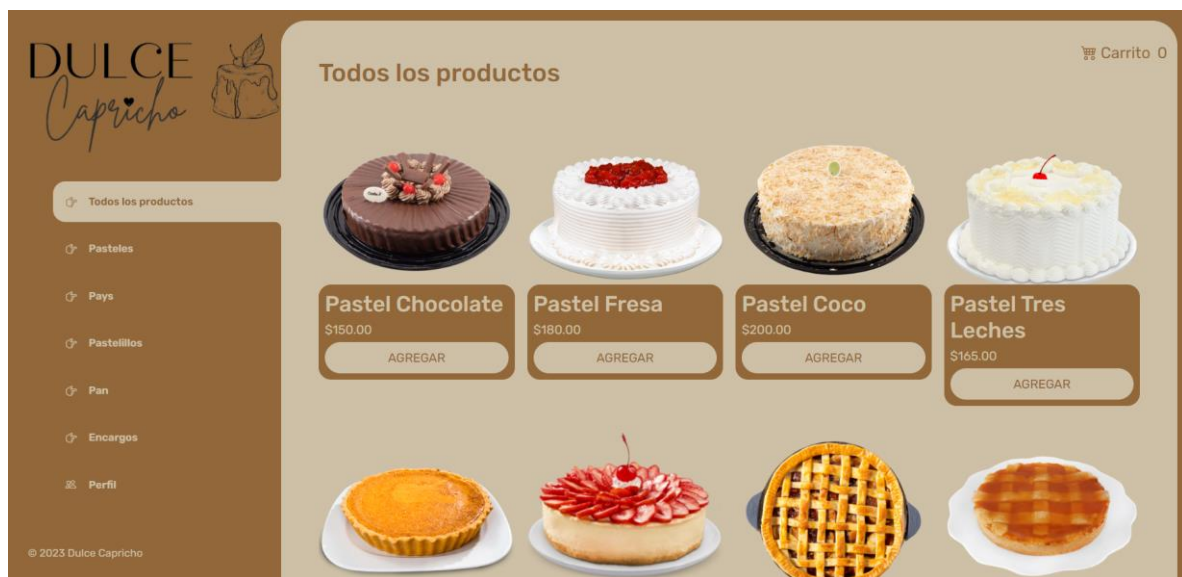 DULCE
Capricho
Todos los productos
Pasteles
Pays
Pastelillos
Pan
Encargos
Perfil
© 2023 Dulce Capricho
Carrito 0
Todos los productos
Pastel Chocolate
$150.00
AGREGAR
Pastel Fresa
$180.00
AGREGAR
Pastel Coco
$200.00
AGREGAR
Pastel Tres
Leches
$165.00
AGREGAR